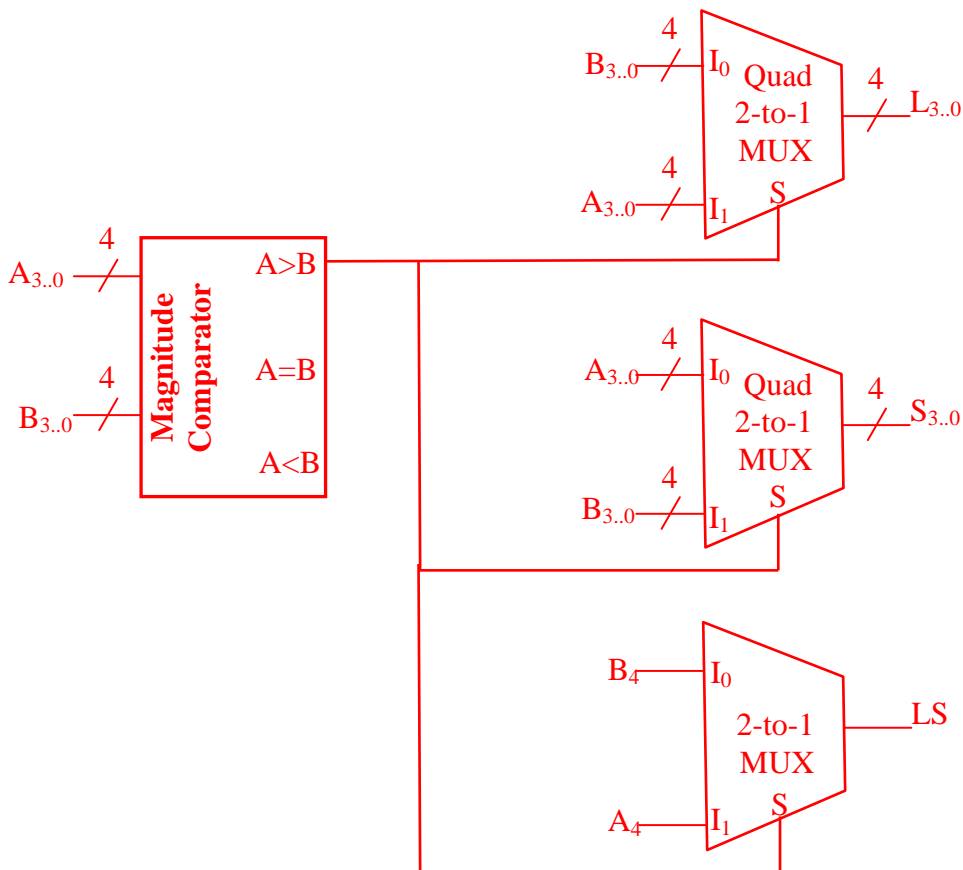 4
B3..0
I0
Quad
2-to-1
MUX
4
L3..0
4
A3..0
I1
S
4
A3..0
4
B3..0
Magnitude
Comparator
A>B
A=B
A<B
4
A3..0
I0
Quad
2-to-1
MUX
4
S3..0
4
B3..0
I1
S
B4
I0
2-to-1
MUX
LS
A4
I1
S